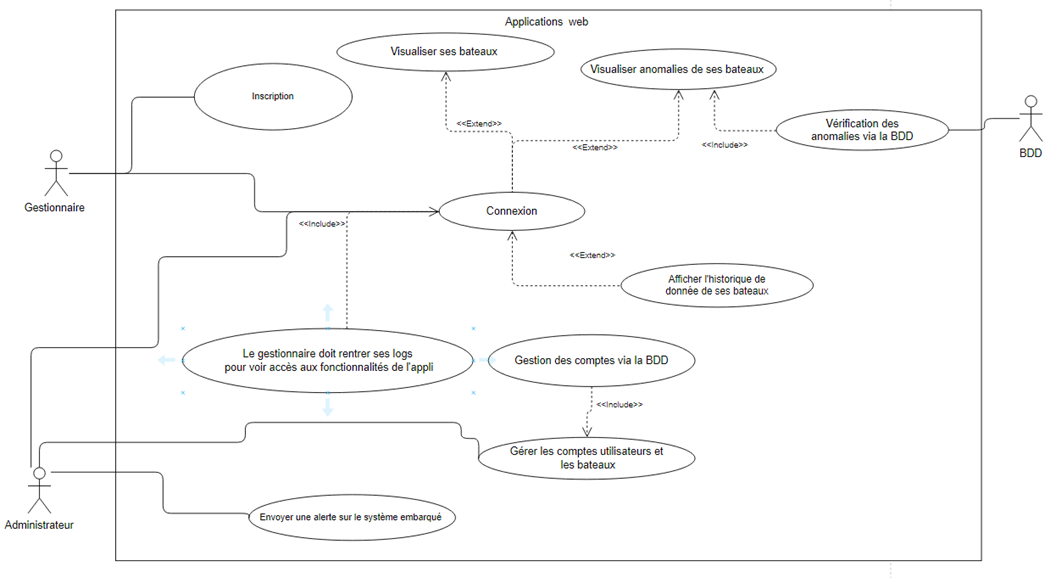 Applications web
Visualiser ses bateaux
Visualiser anomalies de ses bateaux
Inscription
<<Extend>>
Vérification des
anomalies via la BDD
<<Extend>>
<<Include>>
BDD
Gestionnaire
Connexion
<<Include>>
<<Extend>>
Afficher l'historique de
donnée de ses bateaux
Le gestionnaire doit rentrer ses logs
pour voir accès aux fonctionnalités de l'appli
Gestion des comptes via la BDD
<<Include>>
Gérer les comptes utilisateurs et
les bateaux
Administrateur
Envoyer une alerte sur le système embarqué